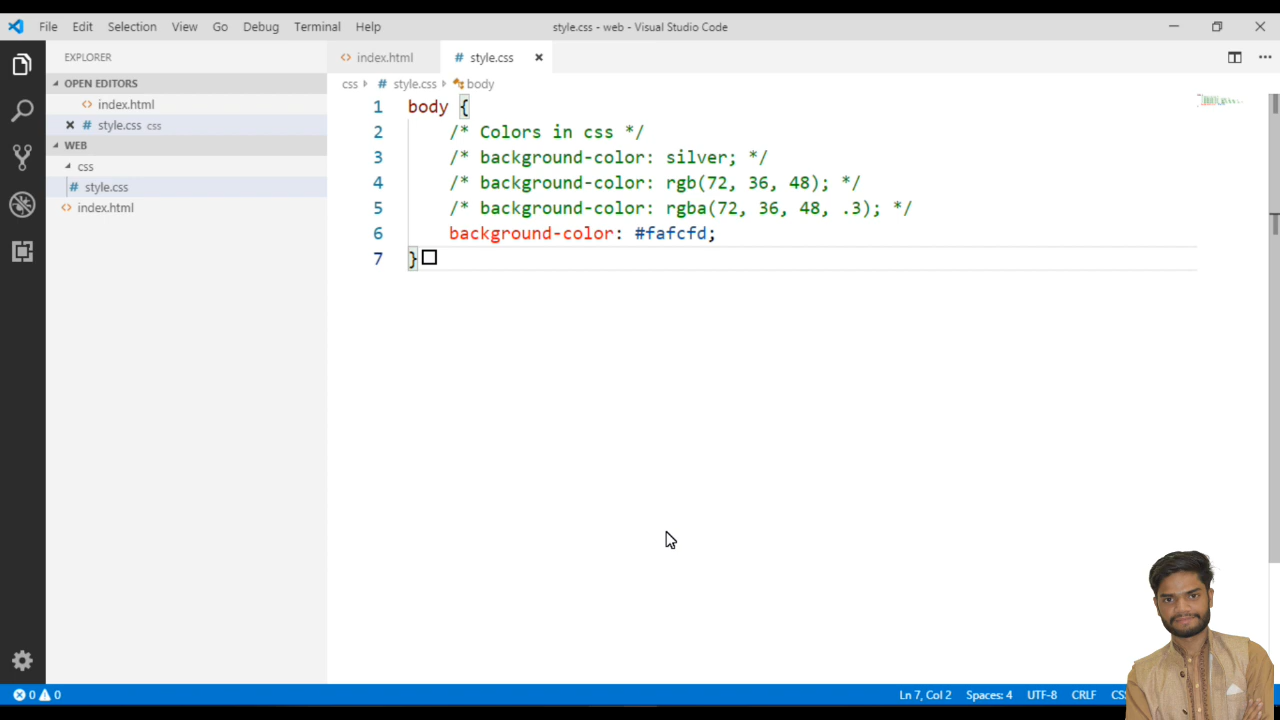 File Edit Selection View Go Debug Terminal Help
style.css - web - Visual Studio Code
EXPLORER
OPEN EDITORS
index.html
style.css css
WEB
css
style.css
index.html
index.html
style.css
css style.css body
1 body {
2 /* Colors in css */
3 /* background-color: silver; */
4 /* background-color: rgb(72, 36, 48); */
5 /* background-color: rgba(72, 36, 48, .3); */
6 background-color: #fafcfd;
7 }
0 0
Ln 7, Col 2 Spaces: 4 UTF-8 CRLF